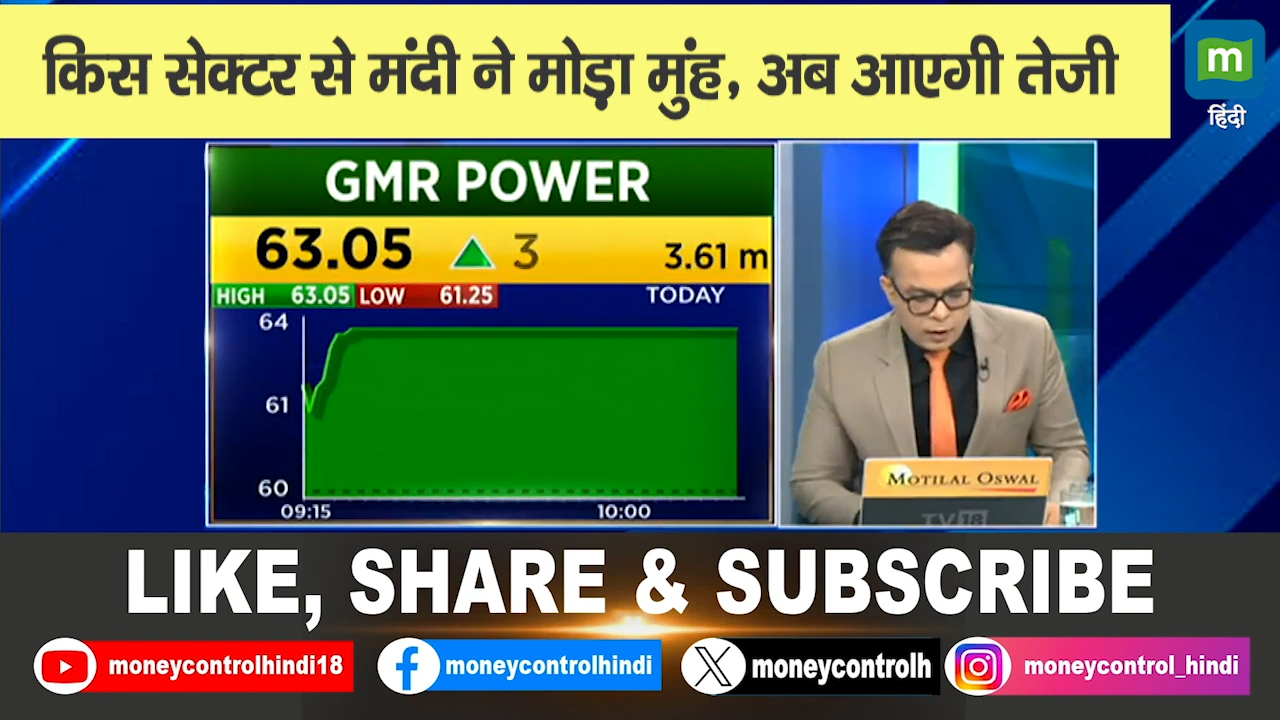 किस सेक्टर से मंदी ने मोड़ा मुंह, अब आएगी तेजी
m
हिंदी
GMR POWER
63.05 ▲ 3 3.61 m
HIGH 63.05 LOW 61.25 TODAY
64
61
60
09:15 10:00
MOTILAL OSWAL
TV18
LIKE, SHARE & SUBSCRIBE
moneycontrolhindi18 moneycontrolhindi moneycontrolh moneycontrol_hindi